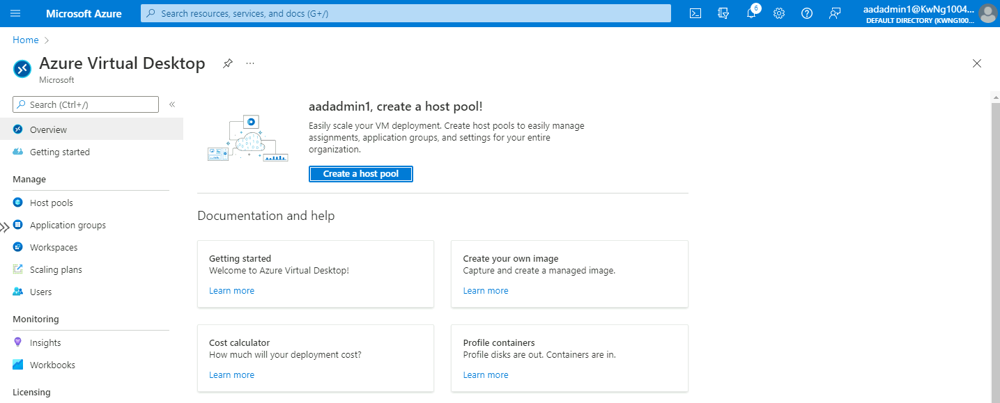 Microsoft Azure
Search resources, services, and docs (G+/)
6
aadadmin1@KwNg1004...
DEFAULT DIRECTORY (KWNG100...
Home
Azure Virtual Desktop
...
Microsoft
Search (Ctrl+/)
«
Overview
Getting started
Manage
Host pools
Application groups
Workspaces
Scaling plans
Users
Monitoring
Insights
Workbooks
Licensing
aadadmin1, create a host pool!
Easily scale your VM deployment. Create host pools to easily manage
assignments, application groups, and settings for your entire
organization.
Create a host pool
Documentation and help
Getting started
Welcome to Azure Virtual Desktop!
Learn more
Create your own image
Capture and create a managed image.
Learn more
Cost calculator
How much will your deployment cost?
Learn more
Profile containers
Profile disks are out. Containers are in.
Learn more